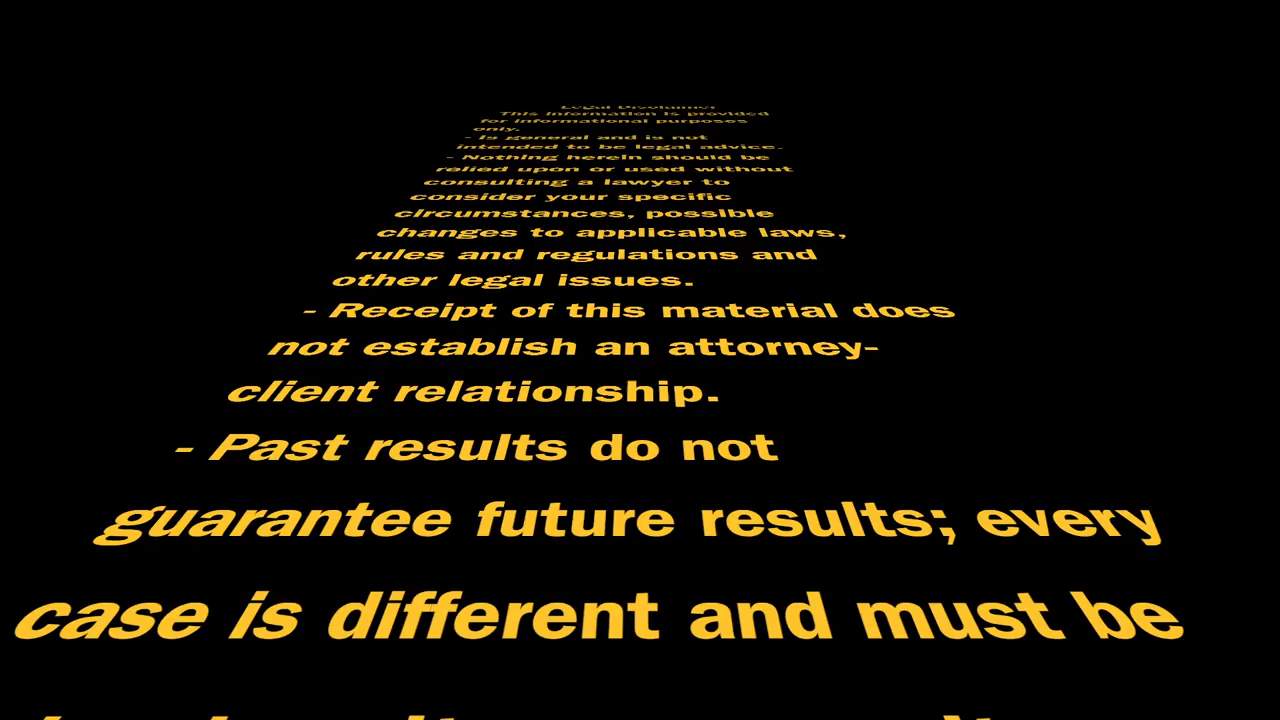 Legal Disclaimer
This information is provided
for informational purposes
only.
- Is general and is not
intended to be legal advice.
- Nothing herein should be
relied upon or used without
consulting a lawyer to
consider your specific
circumstances, possible
changes to applicable laws,
rules and regulations and
other legal issues.
- Receipt of this material does
not establish an attorney-
client relationship.
- Past results do not
guarantee future results; every
case is different and must be